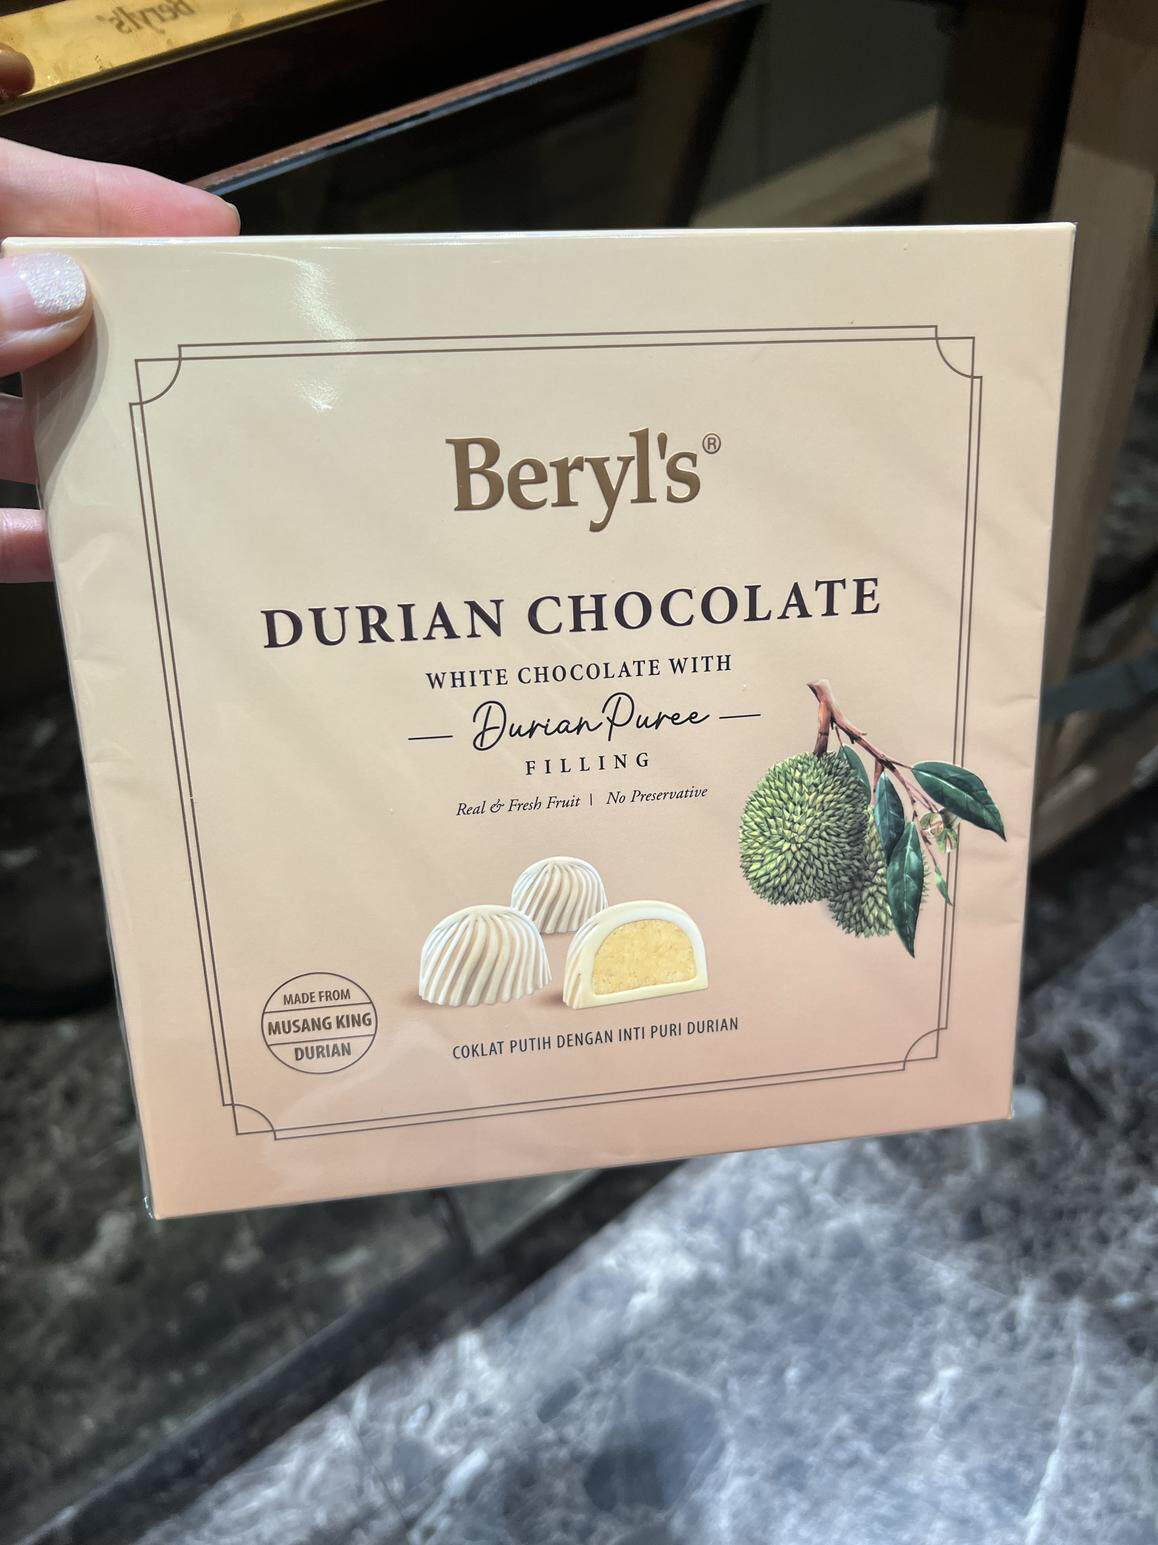 Beryl's
Beryl's®
DURIAN CHOCOLATE
WHITE CHOCOLATE WITH
Durian Puree
FILLING
Real & Fresh Fruit | No Preservative
MADE FROM
MUSANG KING
DURIAN
COKLAT PUTIH DENGAN INTI PURI DURIAN